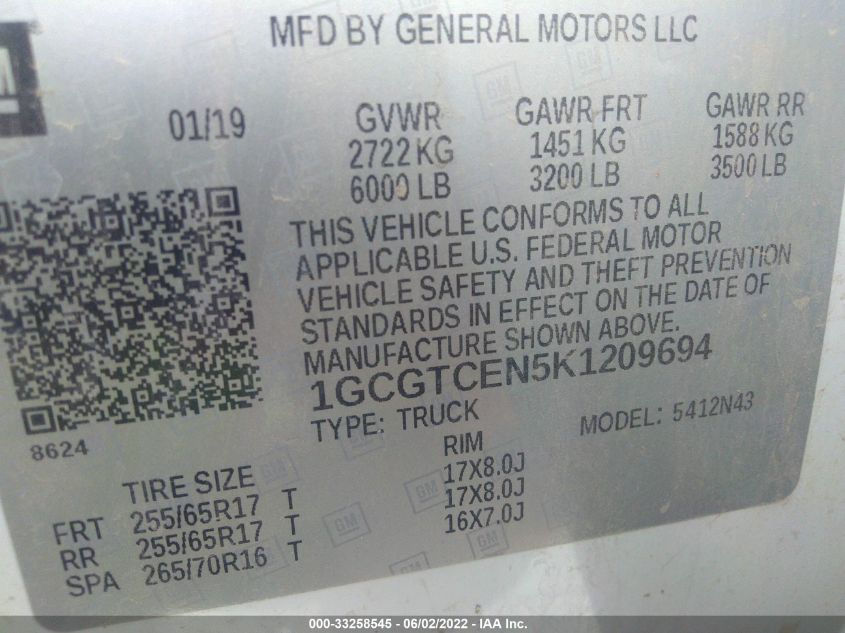 MFD BY GENERAL MOTORS LLC
GM
01/19 GVWR GAWR FRT GAWR RR
2722 KG 1451 KG 1588 KG
6000 LB 3200 LB 3500 LB
THIS VEHICLE CONFORMS TO ALL
APPLICABLE U.S. FEDERAL MOTOR
VEHICLE SAFETY AND THEFT PREVENTION
STANDARDS IN EFFECT ON THE DATE OF
MANUFACTURE SHOWN ABOVE.
1GCGTCEN5K1209694
TYPE: TRUCK MODEL: 5412N43
8624
TIRE SIZE RIM
FRT 255/65R17 T 17X8.0J
RR 255/65R17 T 17X8.0J
SPA 265/70R16 T 16X7.0J
000-33258545 - 06/02/2022 - IAA Inc.